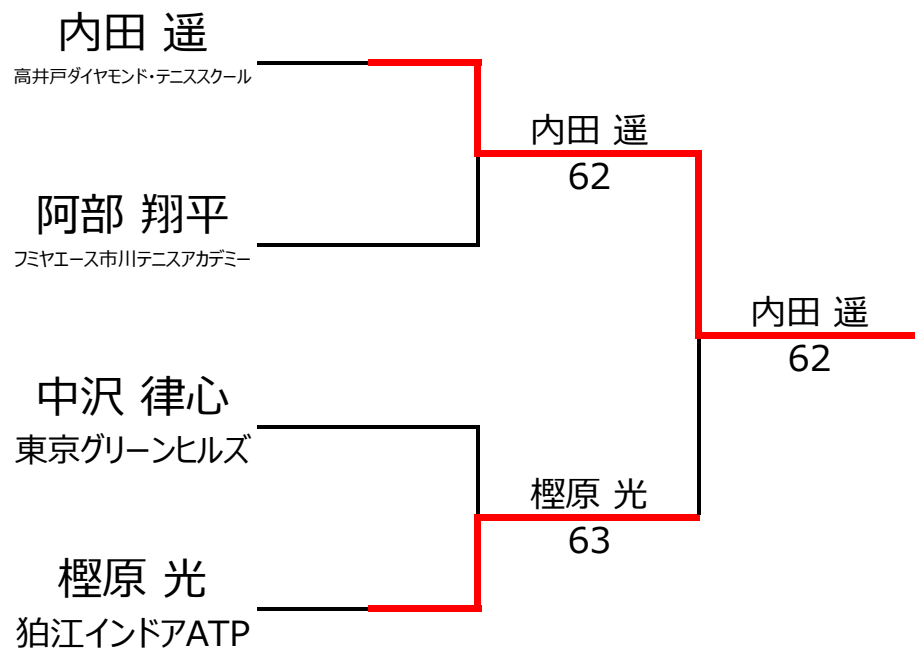 内田 遥
高井戸ダイヤモンド・テニススクール
内田 遥
62
阿部 翔平
フミヤエース市川テニスアカデミー
内田 遥
62
中沢 律心
東京グリーンヒルズ
樫原 光
63
樫原 光
狛江インドアATP